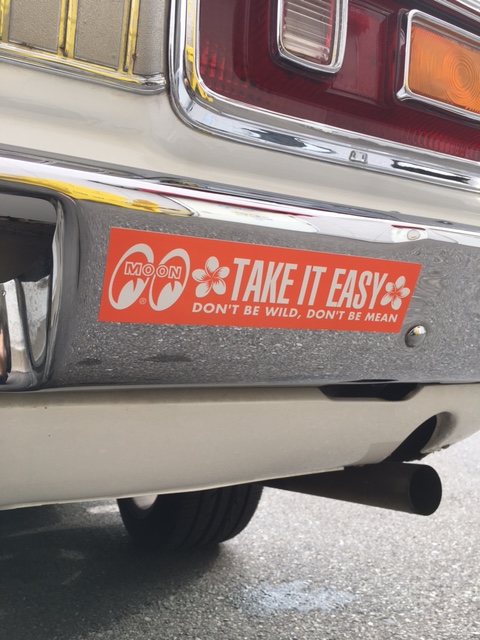 MOON
TAKE IT EASY
DON'T BE WILD, DON'T BE MEAN